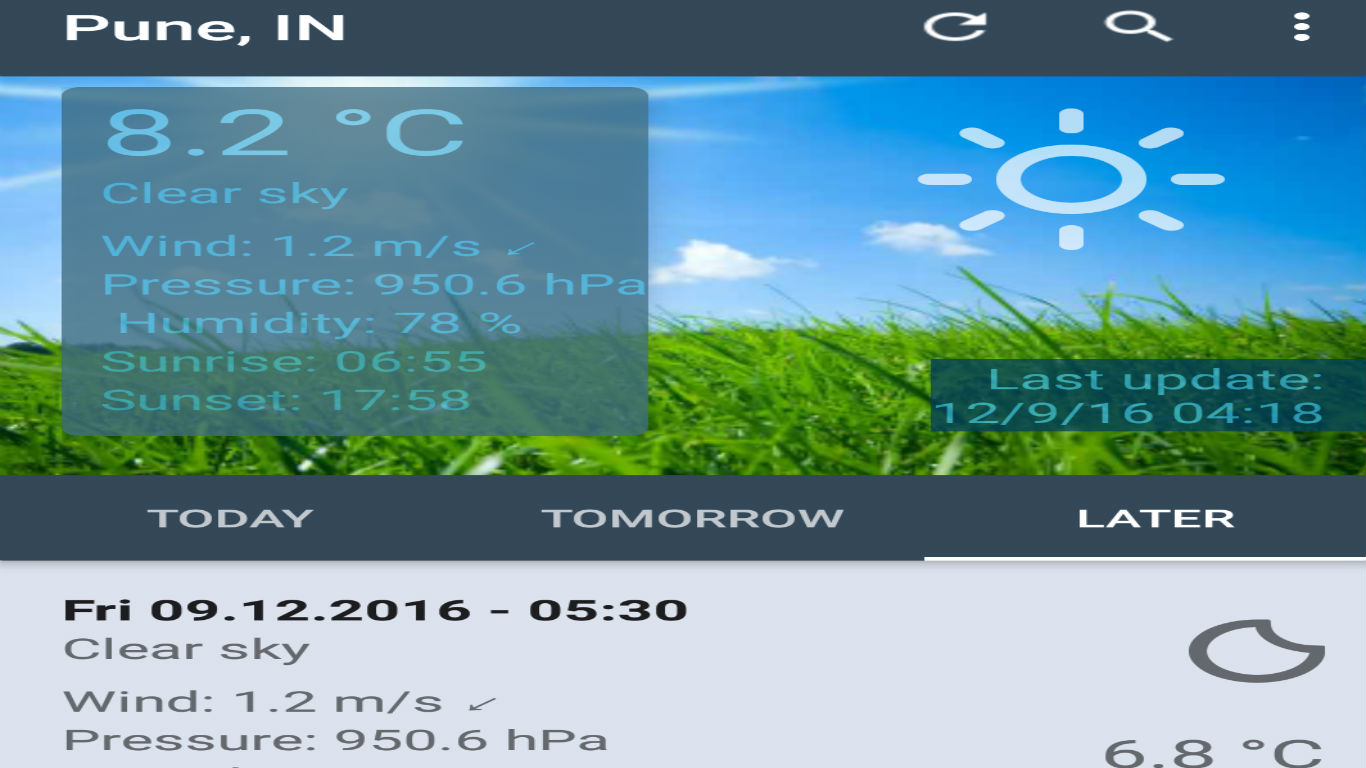 Pune, IN
8.2 °C
Clear sky
Wind: 1.2 m/s ↙
Pressure: 950.6 hPa
Humidity: 78 %
Sunrise: 06:55
Sunset: 17:58
Last update:
12/9/16 04:18
TODAY TOMORROW LATER
Fri 09.12.2016 - 05:30
Clear sky
Wind: 1.2 m/s ↙
Pressure: 950.6 hPa
6.8 °C